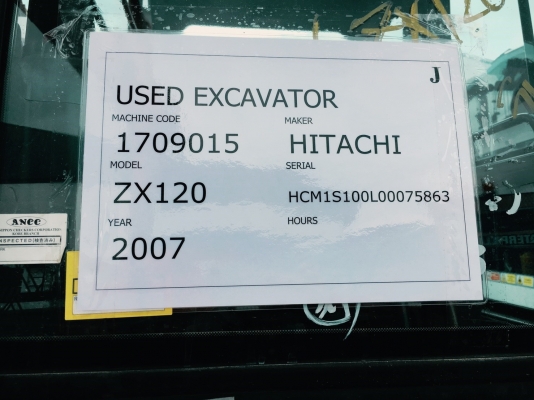 J
USED EXCAVATOR
MACHINE CODE MAKER
1709015 HITACHI
MODEL SERIAL
ZX120 HCM1S100L00075863
YEAR HOURS
2007
ANCC